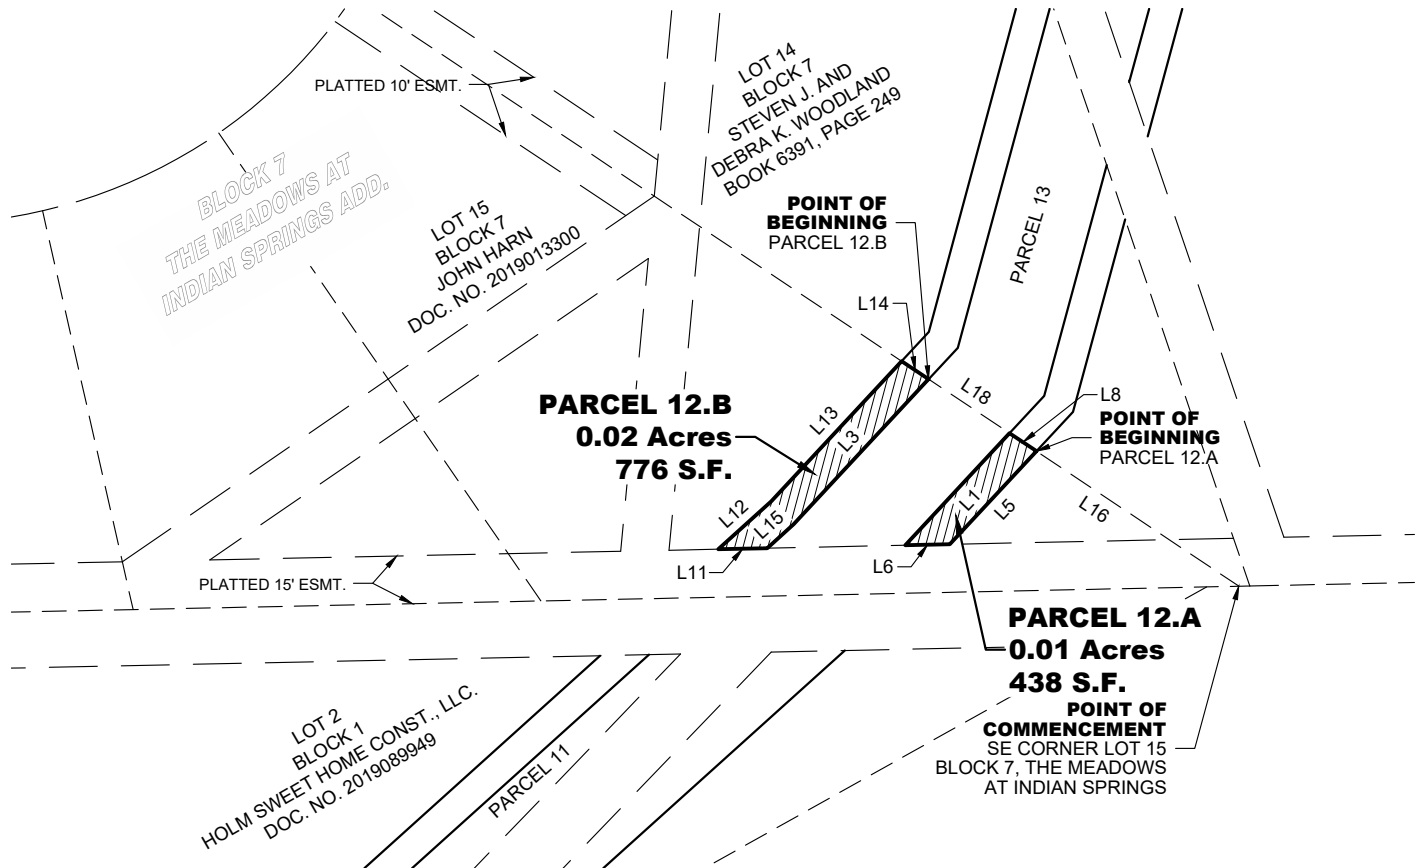 PLATTED 10' ESMT.
BLOCK 7
THE MEADOWS AT
INDIAN SPRINGS ADD.
LOT 14
BLOCK 7
STEVEN J. AND
DEBRA K. WOODLAND
BOOK 6391, PAGE 249
LOT 15
BLOCK 7
JOHN HARN
DOC. NO. 2019013300
POINT OF
BEGINNING
PARCEL 12.B
PARCEL 13
L14
L18
L8
POINT OF
BEGINNING
PARCEL 12.A
PARCEL 12.B
0.02 Acres
776 S.F.
L13
L3
L12
L15
L1
L5
L16
L11
L6
PLATTED 15' ESMT.
PARCEL 12.A
0.01 Acres
438 S.F.
POINT OF
COMMENCEMENT
SE CORNER LOT 15
BLOCK 7, THE MEADOWS
AT INDIAN SPRINGS
LOT 2
BLOCK 1
HOLM SWEET HOME CONST., LLC.
DOC. NO. 2019089949
PARCEL 11